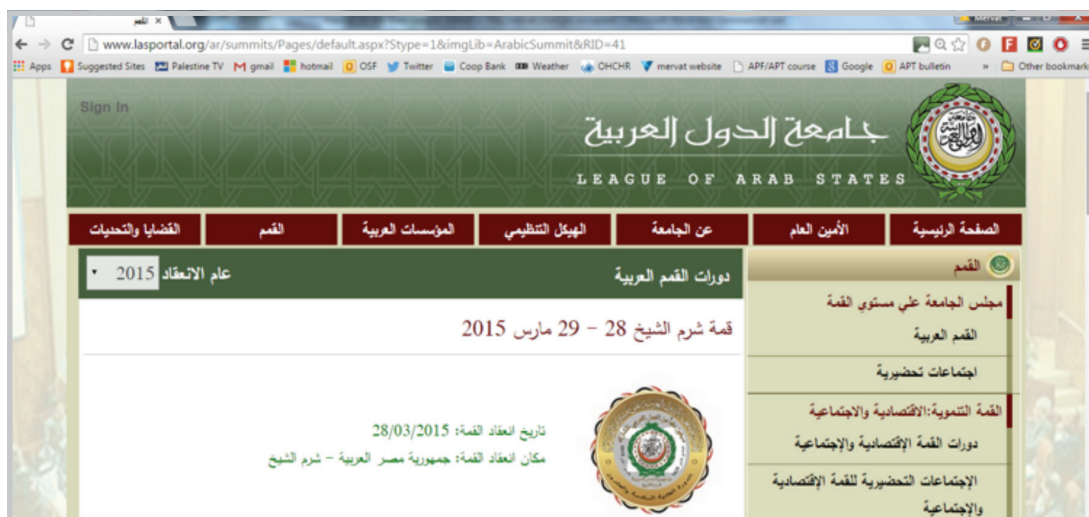 القمم
Mervat
www.lasportal.org/ar/summits/Pages/default.aspx?Stype=1&imgLib=ArabicSummit&RID=41
Apps Suggested Sites Palestine TV gmail hotmail OSF Twitter Coop Bank Weather OHCHR mervat website APF/APT course Google APT bulletin » Other bookmark
Sign In
جامعة الدول العربية
LEAGUE OF ARAB STATES
الصفحة الرئيسية الأمين العام عن الجامعة الهيكل التنظيمي المؤسسات العربية القمم القضايا والتحديات
القمم
مجلس الجامعة علي مستوي القمة
القمم العربية
اجتماعات تحضيرية
القمة التنموية:الاقتصادية والاجتماعية
دورات القمة الإقتصادية والإجتماعية
الإجتماعات التحضيرية للقمة الإقتصادية
والإجتماعية
دورات القمم العربية
عام الانعقاد 2015
قمة شرم الشيخ 28 - 29 مارس 2015
تاريخ انعقاد القمة: 28/03/2015
مكان انعقاد القمة: جمهورية مصر العربية - شرم الشيخ